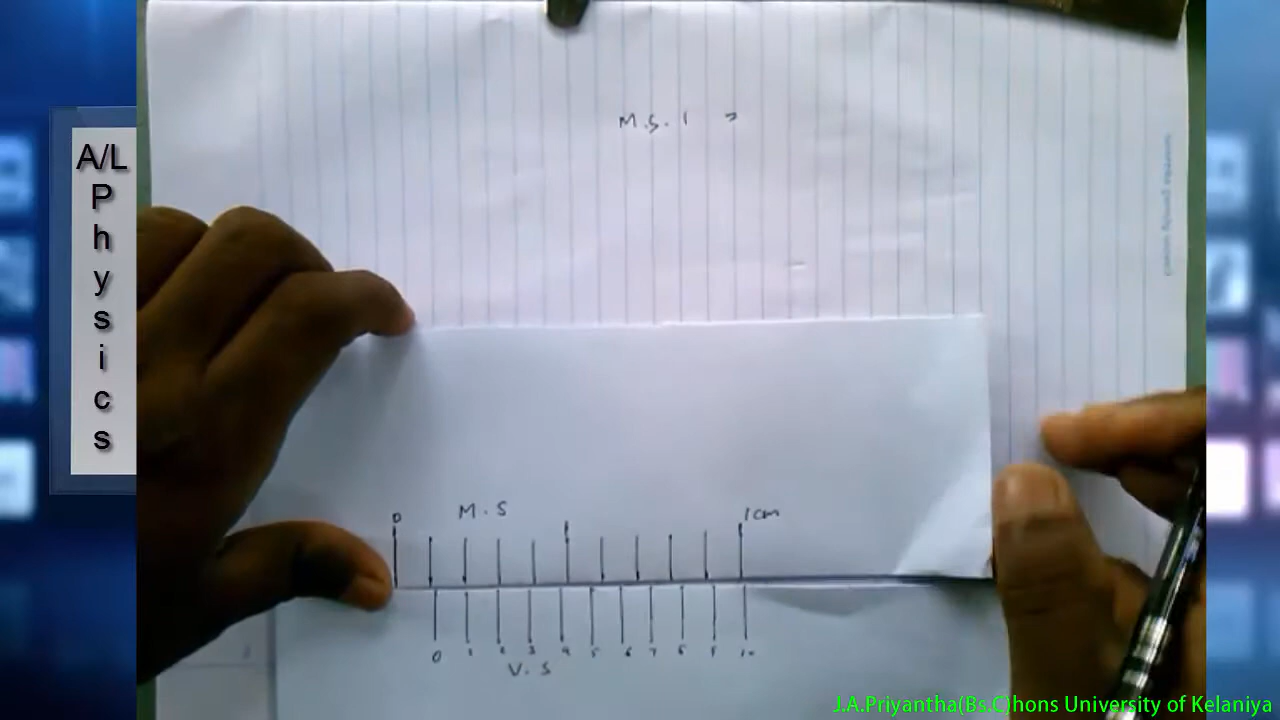 A/L
P
h
y
s
i
c
s
M.S. 1 =
0 M.S 1cm
0 1 2 3 4 5 6 7 8 9 10
V.S
J.A.Priyantha(Bs.C)hons University of Kelaniya